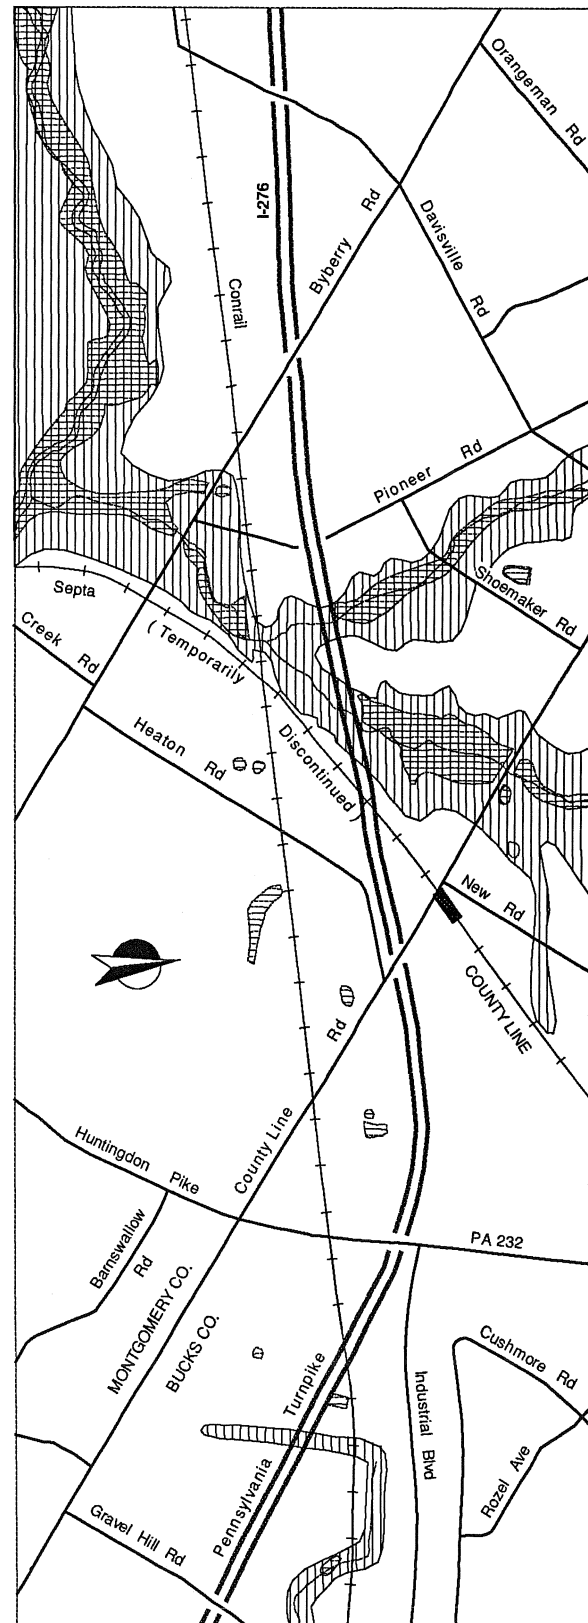 Orangeman Rd
I-276
Byberry Rd
Davisville Rd
Conrail
Pioneer Rd
Shoemaker Rd
Septa
( Temporarily
Discontinued )
Creek Rd
Heaton Rd
New Rd
COUNTY LINE
County Line Rd
Huntingdon Pike
PA 232
Barnswallow Rd
MONTGOMERY CO.
BUCKS CO.
Cushmore Rd
Industrial Blvd
Rozel Ave
Pennsylvania Turnpike
Gravel Hill Rd